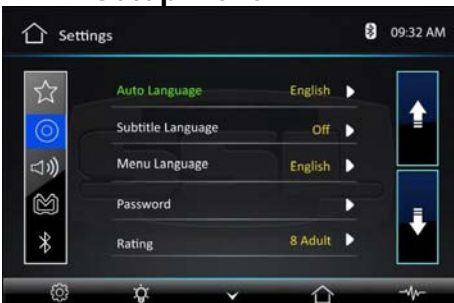 Settings 09:32 AM
Auto Language English
Subtitle Language Off
Menu Language English
Password
Rating 8 Adult